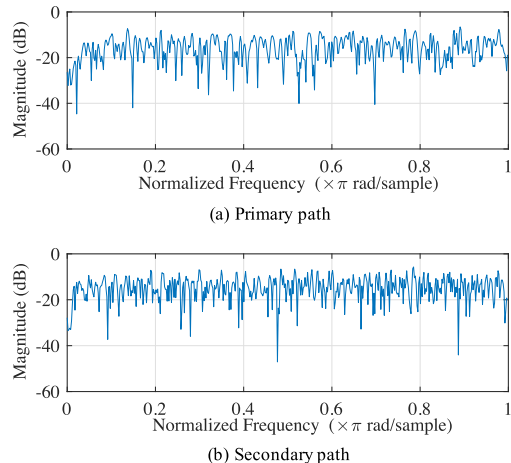 0
-20
-40
-60
Magnitude (dB)
0 0.2 0.4 0.6 0.8 1
Normalized Frequency (×π rad/sample)
(a) Primary path
0
-20
-40
-60
Magnitude (dB)
0 0.2 0.4 0.6 0.8 1
Normalized Frequency (×π rad/sample)
(b) Secondary path